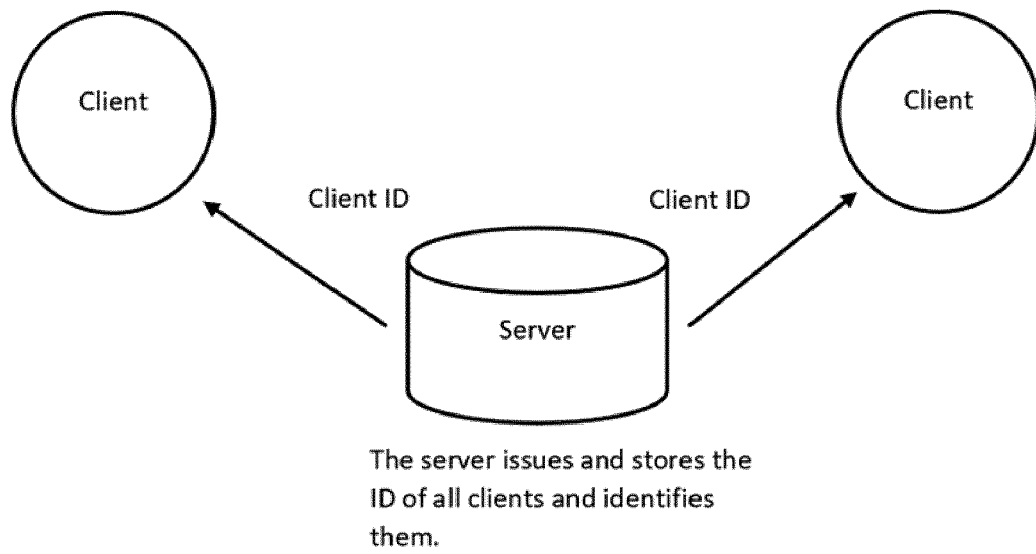 Client
Client
Client ID
Client ID
Server
The server issues and stores the
ID of all clients and identifies
them.